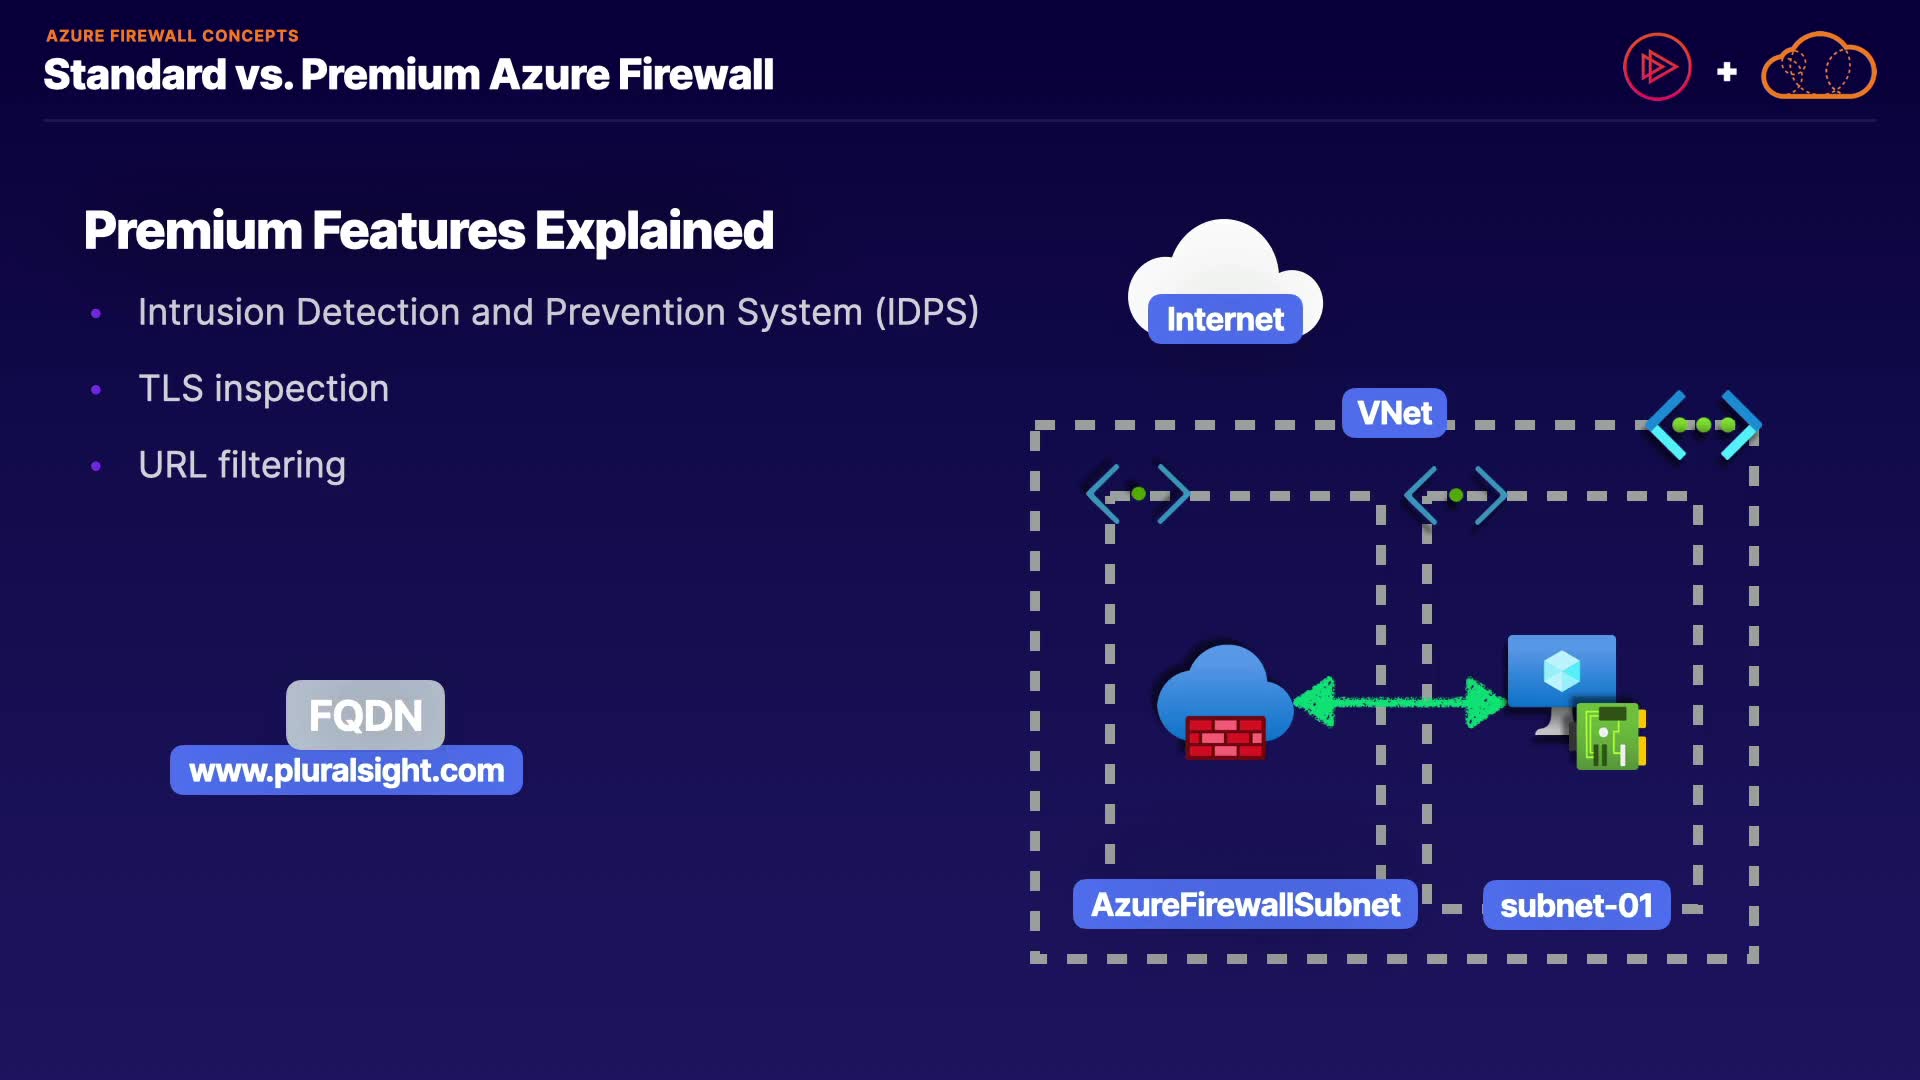 AZURE FIREWALL CONCEPTS
Standard vs. Premium Azure Firewall
+
Premium Features Explained
• Intrusion Detection and Prevention System (IDPS)
• TLS inspection
• URL filtering
FQDN
www.pluralsight.com
Internet
VNet
AzureFirewallSubnet
subnet-01